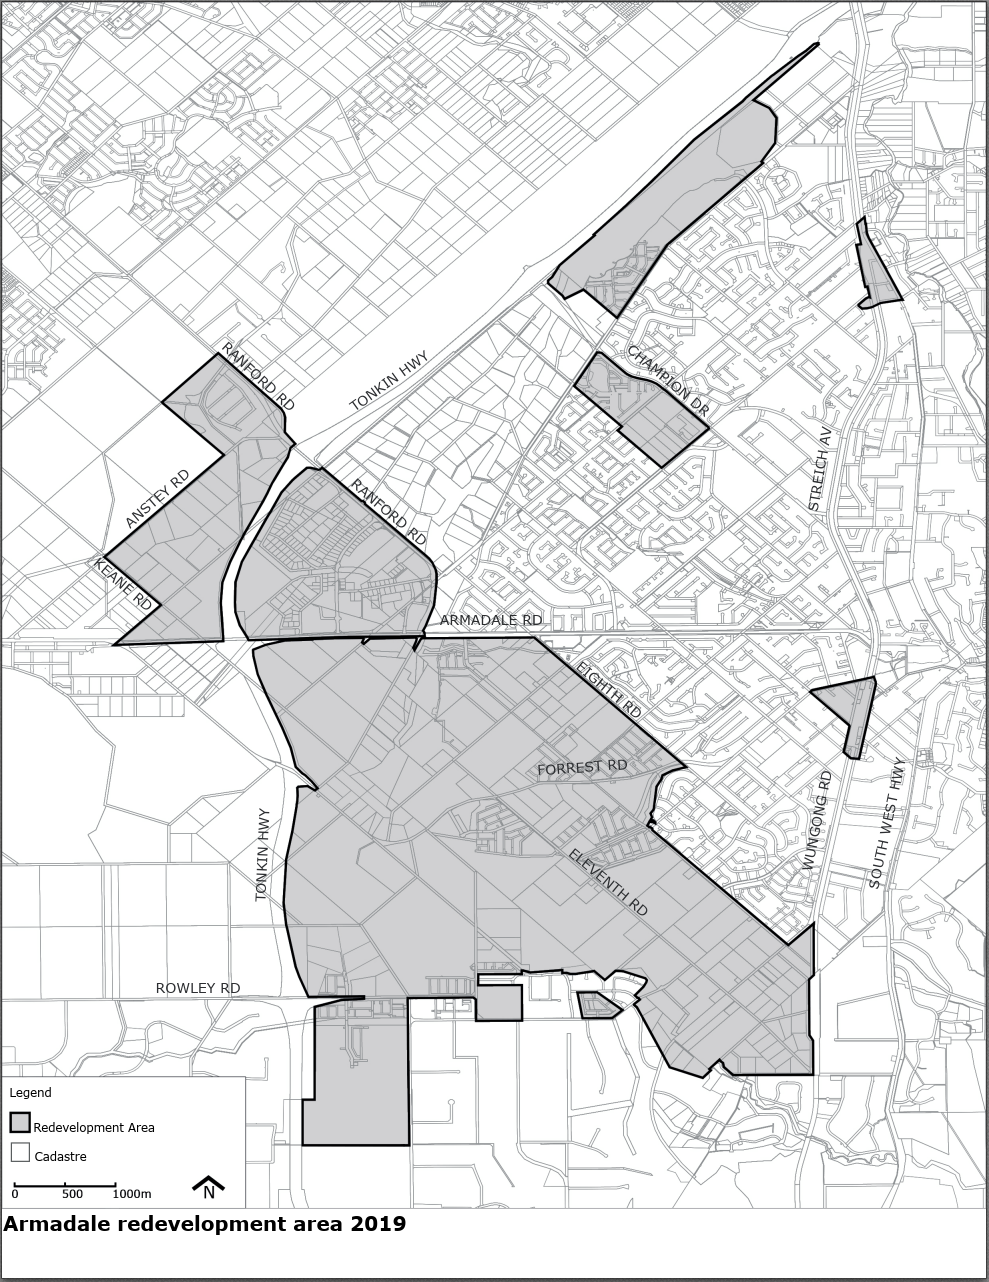 RANFORD RD
TONKIN HWY
CHAMPION DR
STREICH AV
ANSTEY RD
RANFORD RD
KEANE RD
ARMADALE RD
EIGHTH RD
FORREST RD
WUNGONG RD
SOUTH WEST HWY
TONKIN HWY
ELEVENTH RD
ROWLEY RD
Legend
Redevelopment Area
Cadastre
0 500 1000m
N
Armadale redevelopment area 2019